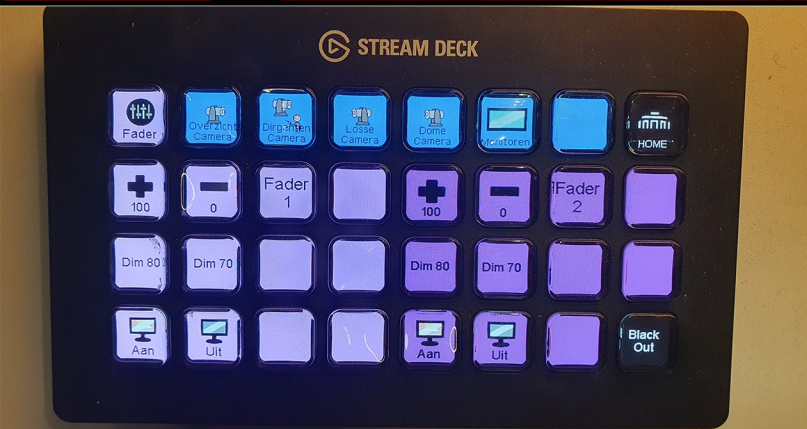 STREAM DECK
Fader
Overzicht
Camera
Dirigenten
Camera
Losse
Camera
Dome
Camera
Monitoren
HOME
100
0
Fader
1
100
0
Fader
2
Dim 80
Dim 70
Dim 80
Dim 70
Aan
Uit
Aan
Uit
Black
Out